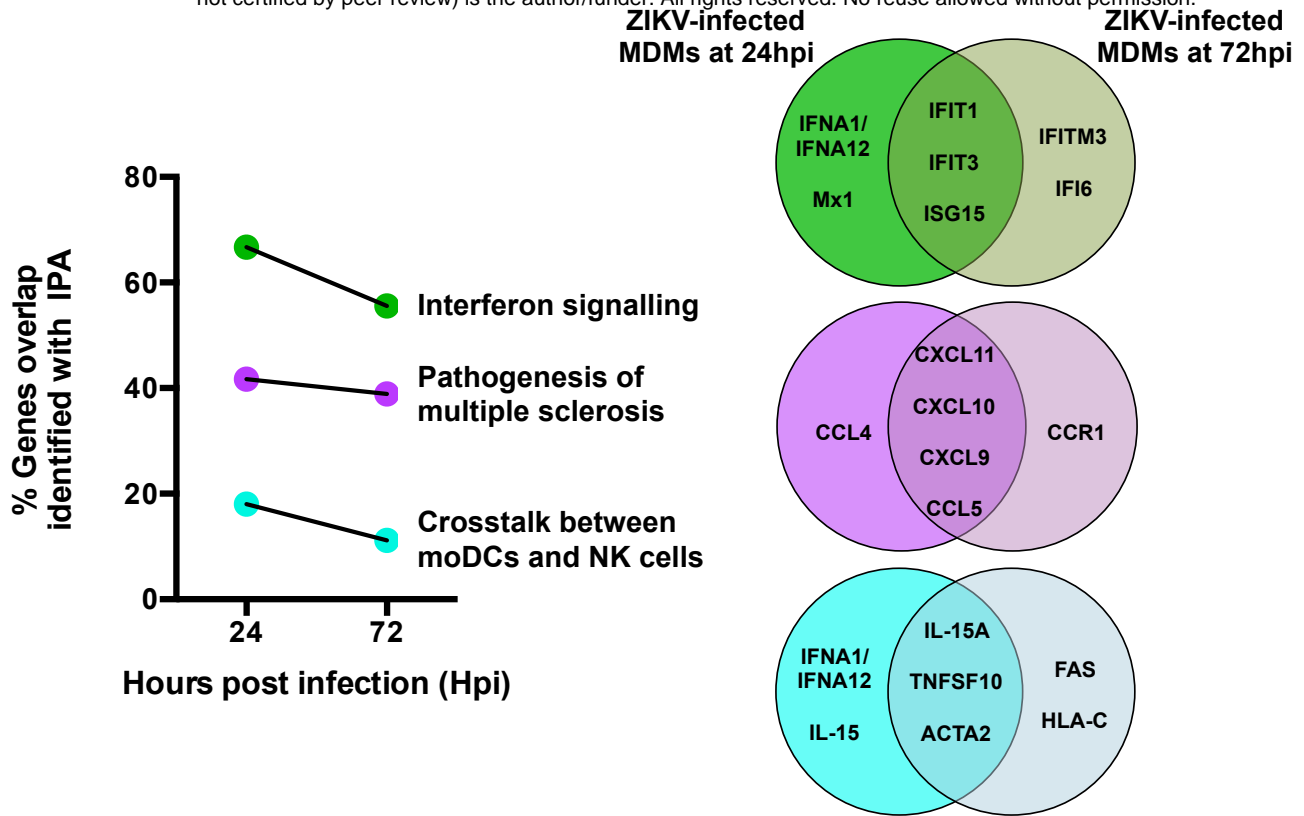 not certified by peer review) is the author/funder. All rights reserved. No reuse allowed without permission.
ZIKV-infected
MDMs at 24hpi
ZIKV-infected
MDMs at 72hpi
% Genes overlap
identified with IPA
80
60
40
20
0
24
72
Hours post infection (Hpi)
Interferon signalling
Pathogenesis of
multiple sclerosis
Crosstalk between
moDCs and NK cells
IFNA1/
IFNA12
Mx1
IFIT1
IFIT3
ISG15
IFITM3
IFI6
CCL4
CXCL11
CXCL10
CXCL9
CCL5
CCR1
IFNA1/
IFNA12
IL-15
IL-15A
TNFSF10
ACTA2
FAS
HLA-C